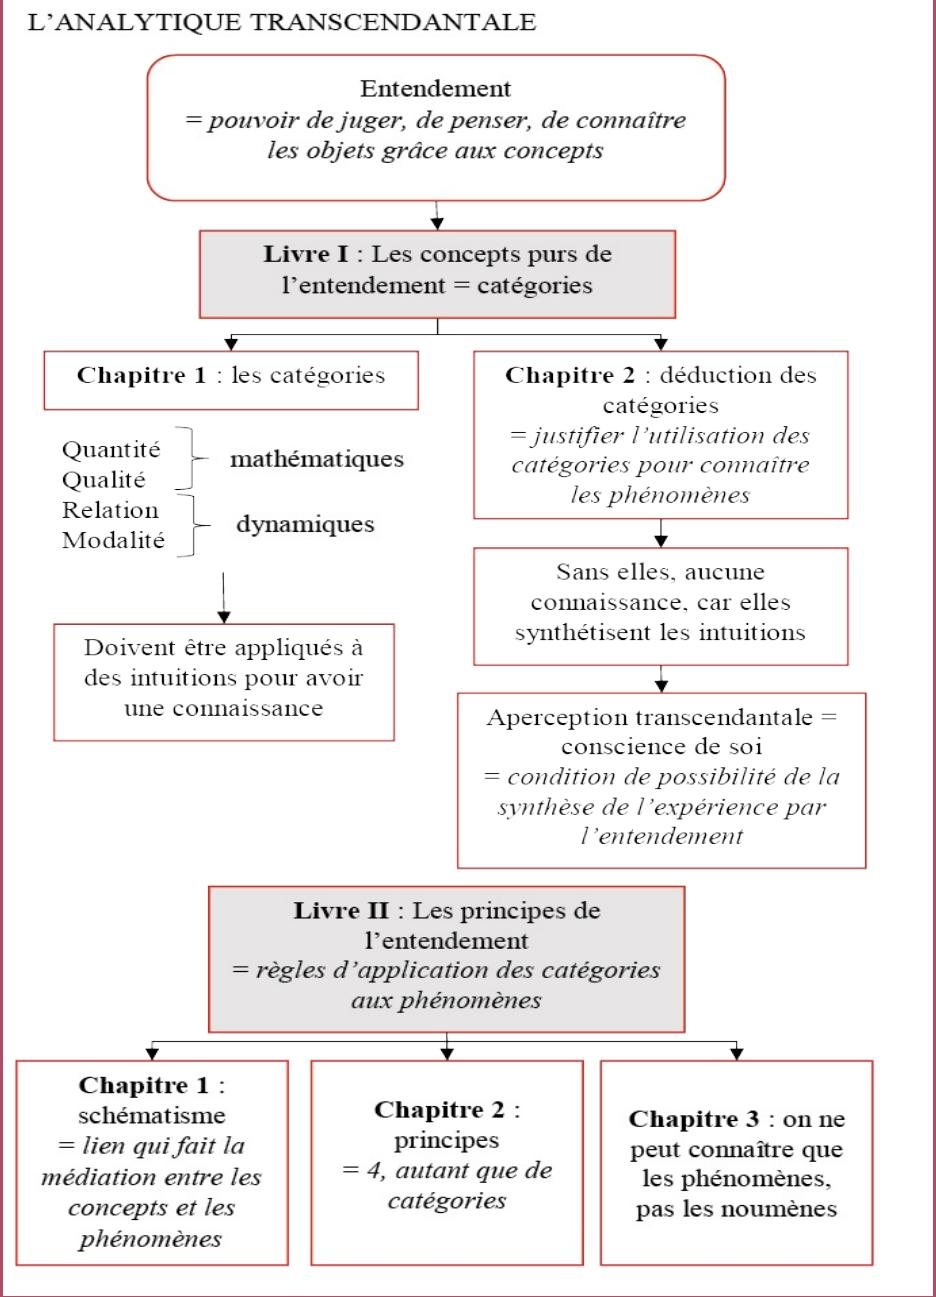 L’ANALYTIQUE TRANSCENDANTALE
Entendement
= pouvoir de juger, de penser, de connaître
les objets grâce aux concepts
Livre I : Les concepts purs de
l’entendement = catégories
Chapitre 1 : les catégories
Quantité
Qualité
mathématiques
Relation
Modalité
dynamiques
Doivent être appliqués à
des intuitions pour avoir
une connaissance
Chapitre 2 : déduction des
catégories
= justifier l’utilisation des
catégories pour connaître
les phénomènes
Sans elles, aucune
connaissance, car elles
synthétisent les intuitions
Aperception transcendantale =
conscience de soi
= condition de possibilité de la
synthèse de l’expérience par
l’entendement
Livre II : Les principes de
l’entendement
= règles d’application des catégories
aux phénomènes
Chapitre 1 :
schématisme
= lien qui fait la
médiation entre les
concepts et les
phénomènes
Chapitre 2 :
principes
= 4, autant que de
catégories
Chapitre 3 : on ne
peut connaître que
les phénomènes,
pas les noumènes